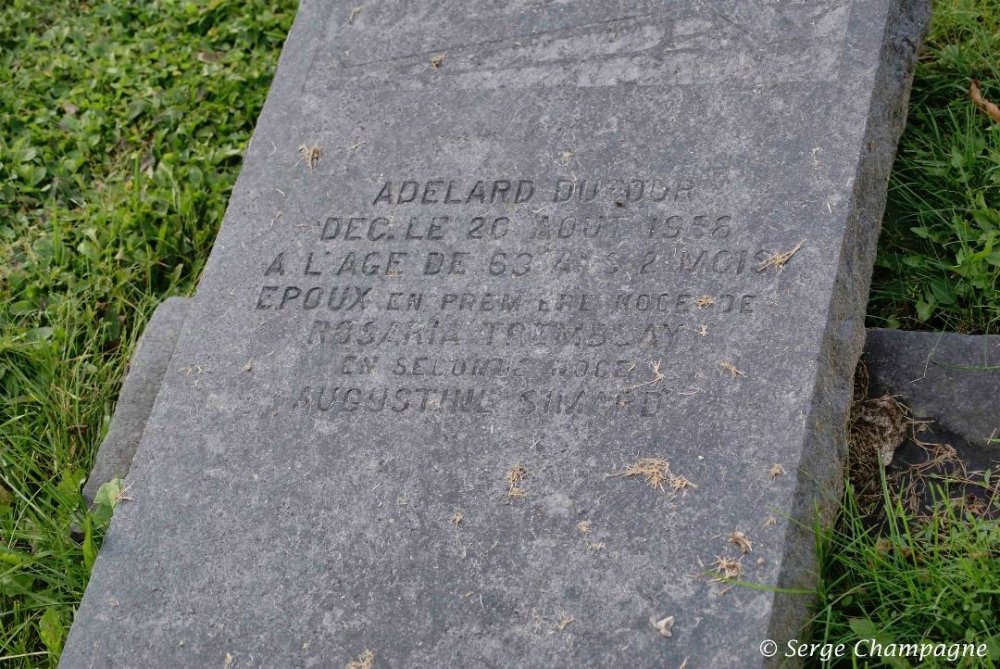 ADELARD DUFOUR
DEC. LE 20 AOUT
A L'AGE DE 63 ANS 2 MOIS
EPOUX EN PREMIERE NOCE DE
ROSARIA TREMBLAY
EN SECONDE NOCE
AUGUSTINE SIMARD
© Serge Champagne